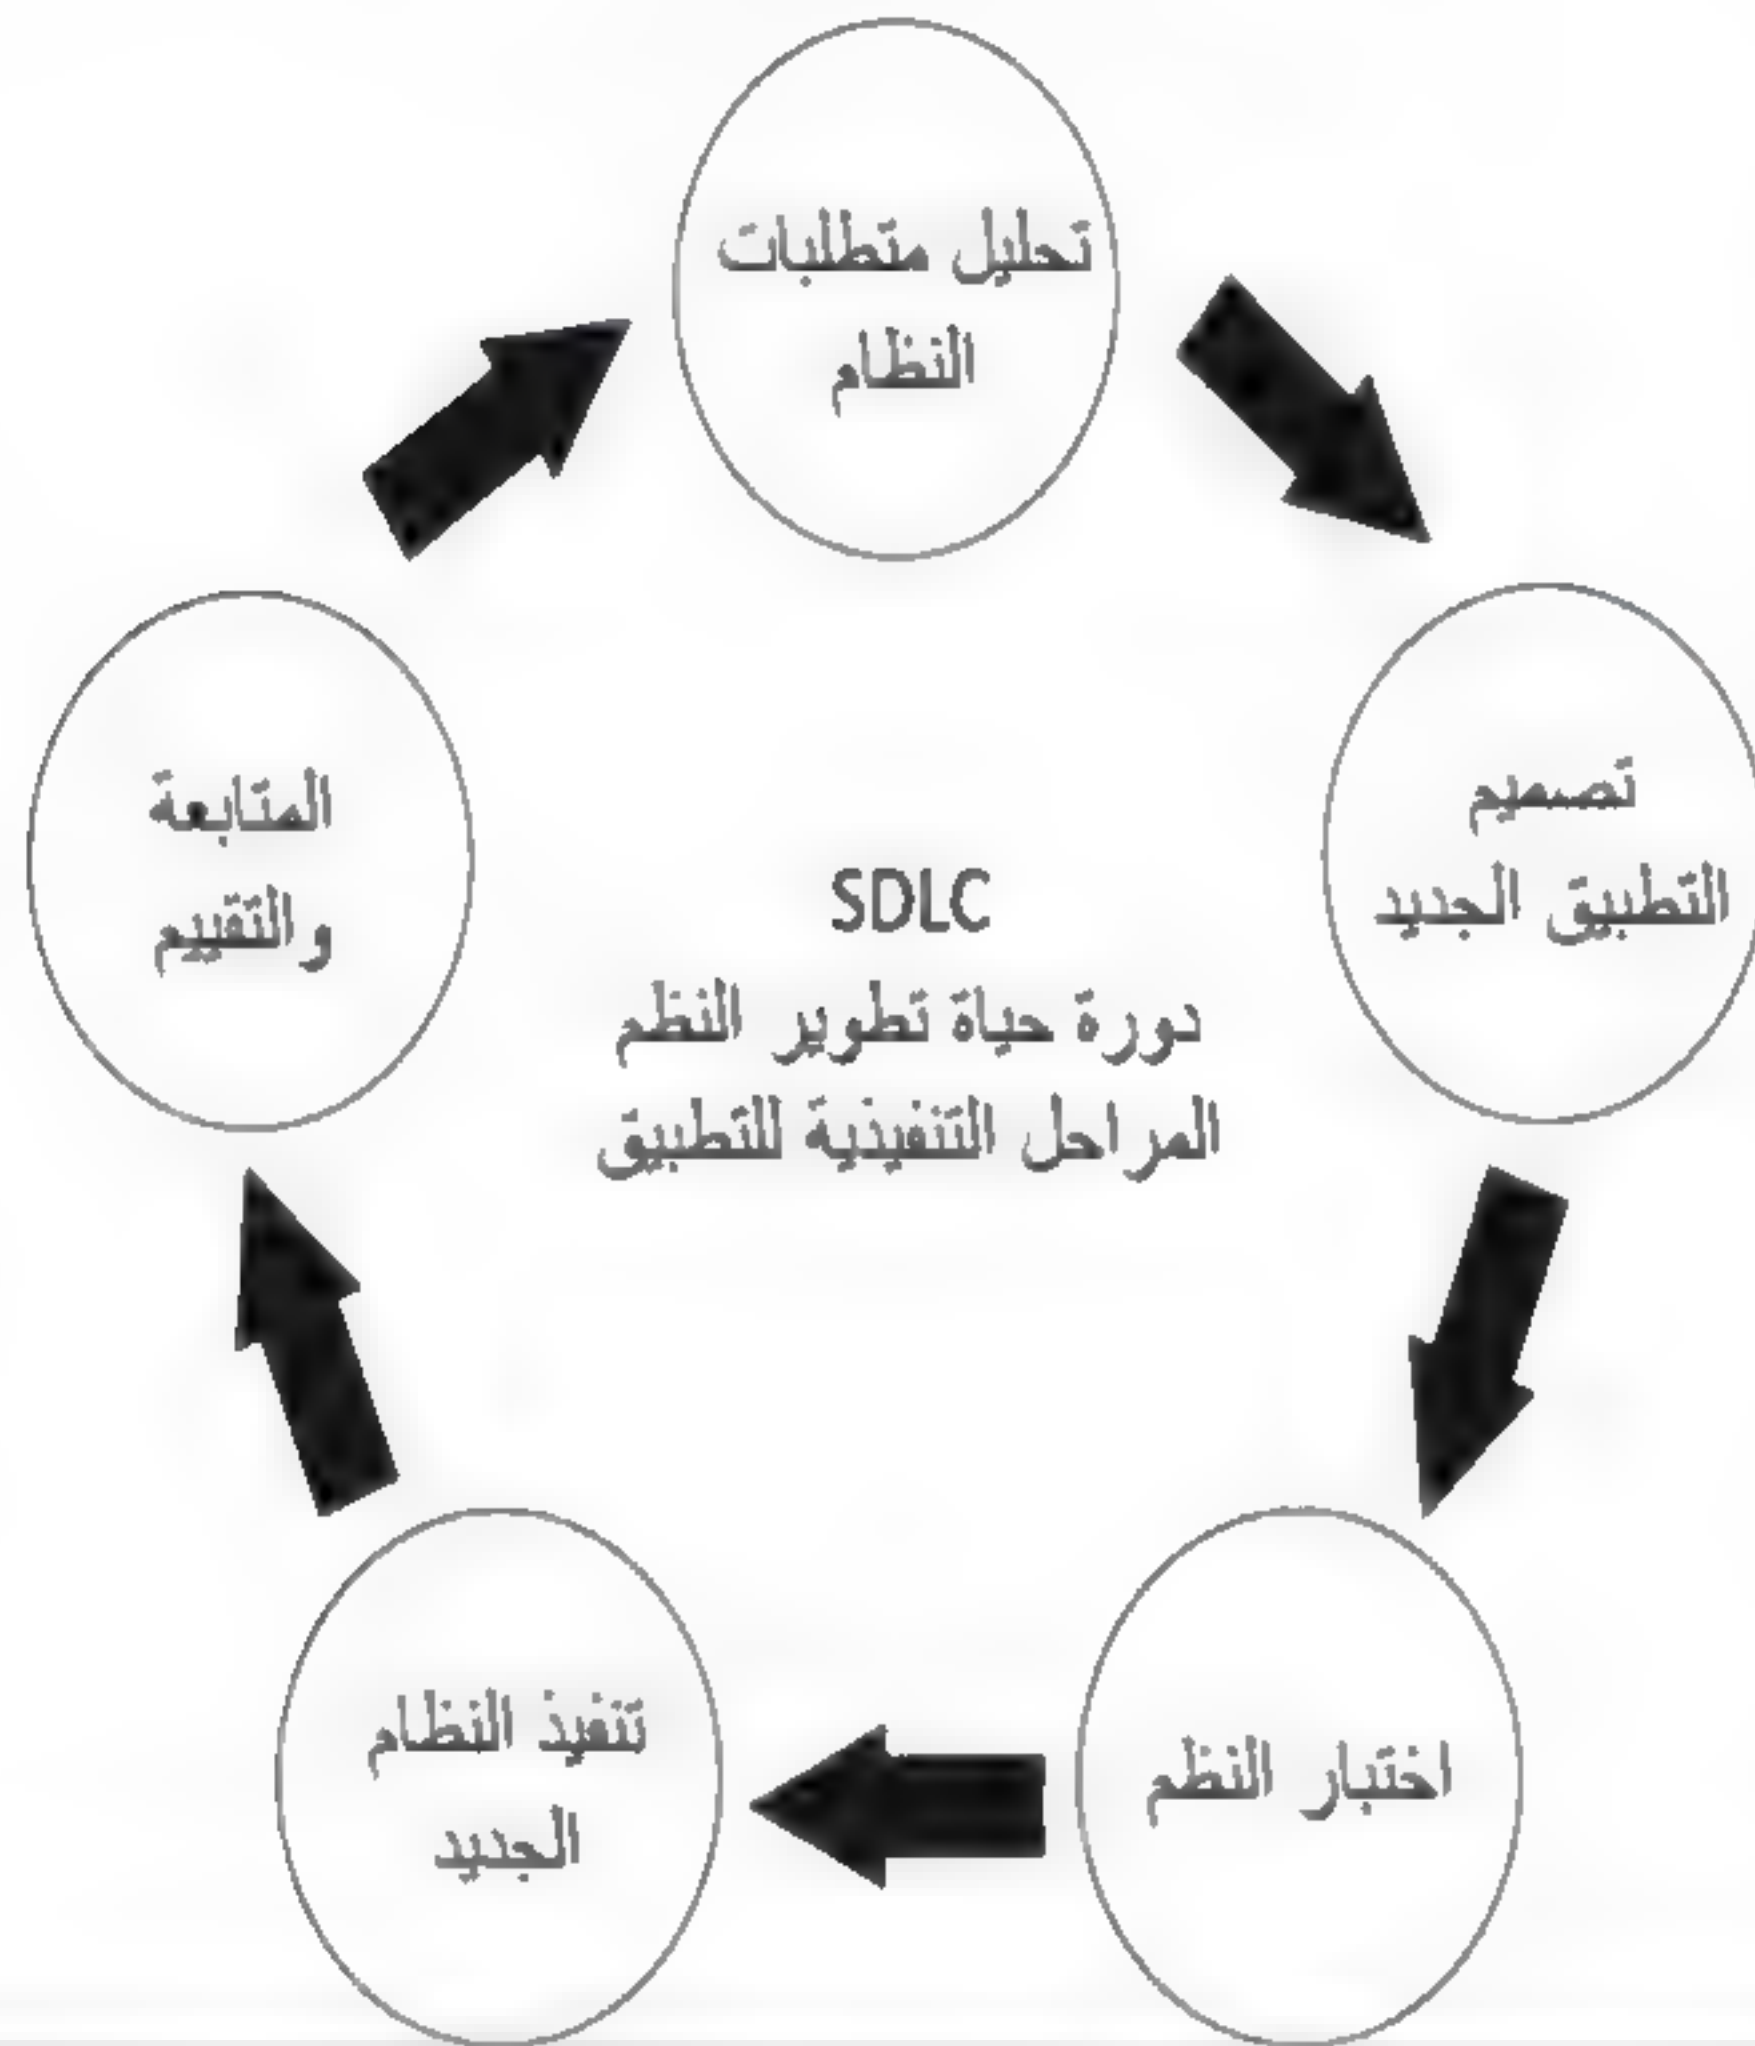 تحليل متطلبات
النظام
تصميم
التطبيق الجديد
اختبار النظم
تنفيذ النظام
الجديد
المتابعة
والتقييم
SDLC
دورة حياة تطوير النظم
المراحل التنفيذية للتطبيق